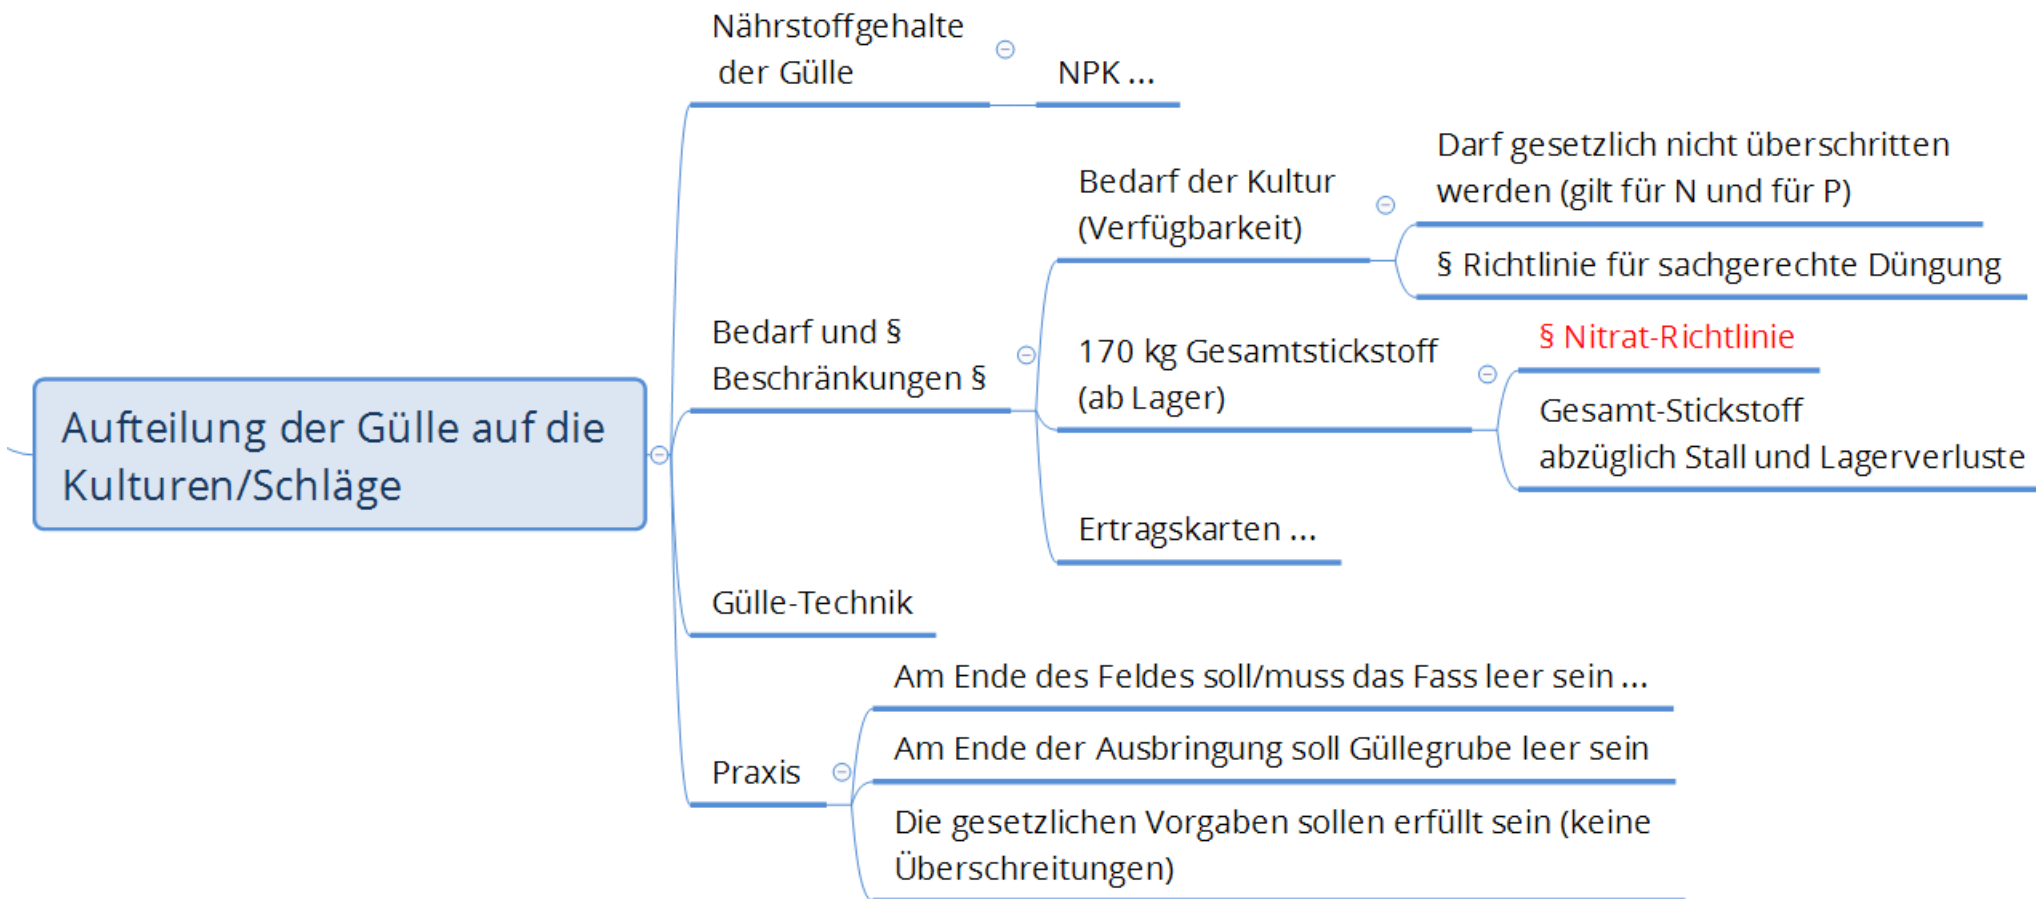 Aufteilung der Gülle auf die
Kulturen/Schläge
Nährstoffgehalte
der Gülle
NPK ...
Bedarf und §
Beschränkungen §
Bedarf der Kultur
(Verfügbarkeit)
Darf gesetzlich nicht überschritten
werden (gilt für N und für P)
§ Richtlinie für sachgerechte Düngung
170 kg Gesamtstickstoff
(ab Lager)
§ Nitrat-Richtlinie
Gesamt-Stickstoff
abzüglich Stall und Lagerverluste
Ertragskarten ...
Gülle-Technik
Praxis
Am Ende des Feldes soll/muss das Fass leer sein ...
Am Ende der Ausbringung soll Güllegrube leer sein
Die gesetzlichen Vorgaben sollen erfüllt sein (keine
Überschreitungen)